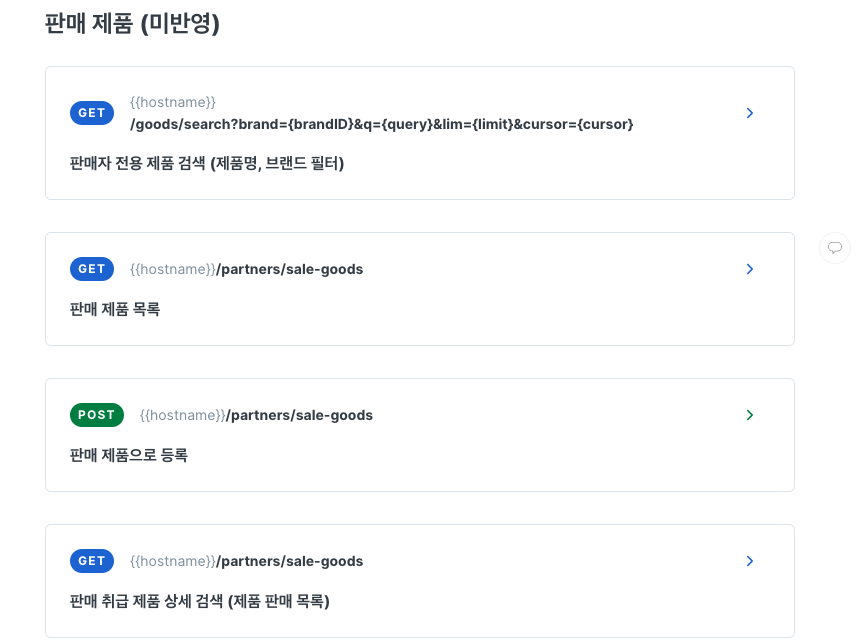 판매 제품 (미반영)
GET {{hostname}}
/goods/search?brand={brandID}&q={query}&lim={limit}&cursor={cursor}
판매자 전용 제품 검색 (제품명, 브랜드 필터)
GET {{hostname}}/partners/sale-goods
판매 제품 목록
POST {{hostname}}/partners/sale-goods
판매 제품으로 등록
GET {{hostname}}/partners/sale-goods
판매 취급 제품 상세 검색 (제품 판매 목록)